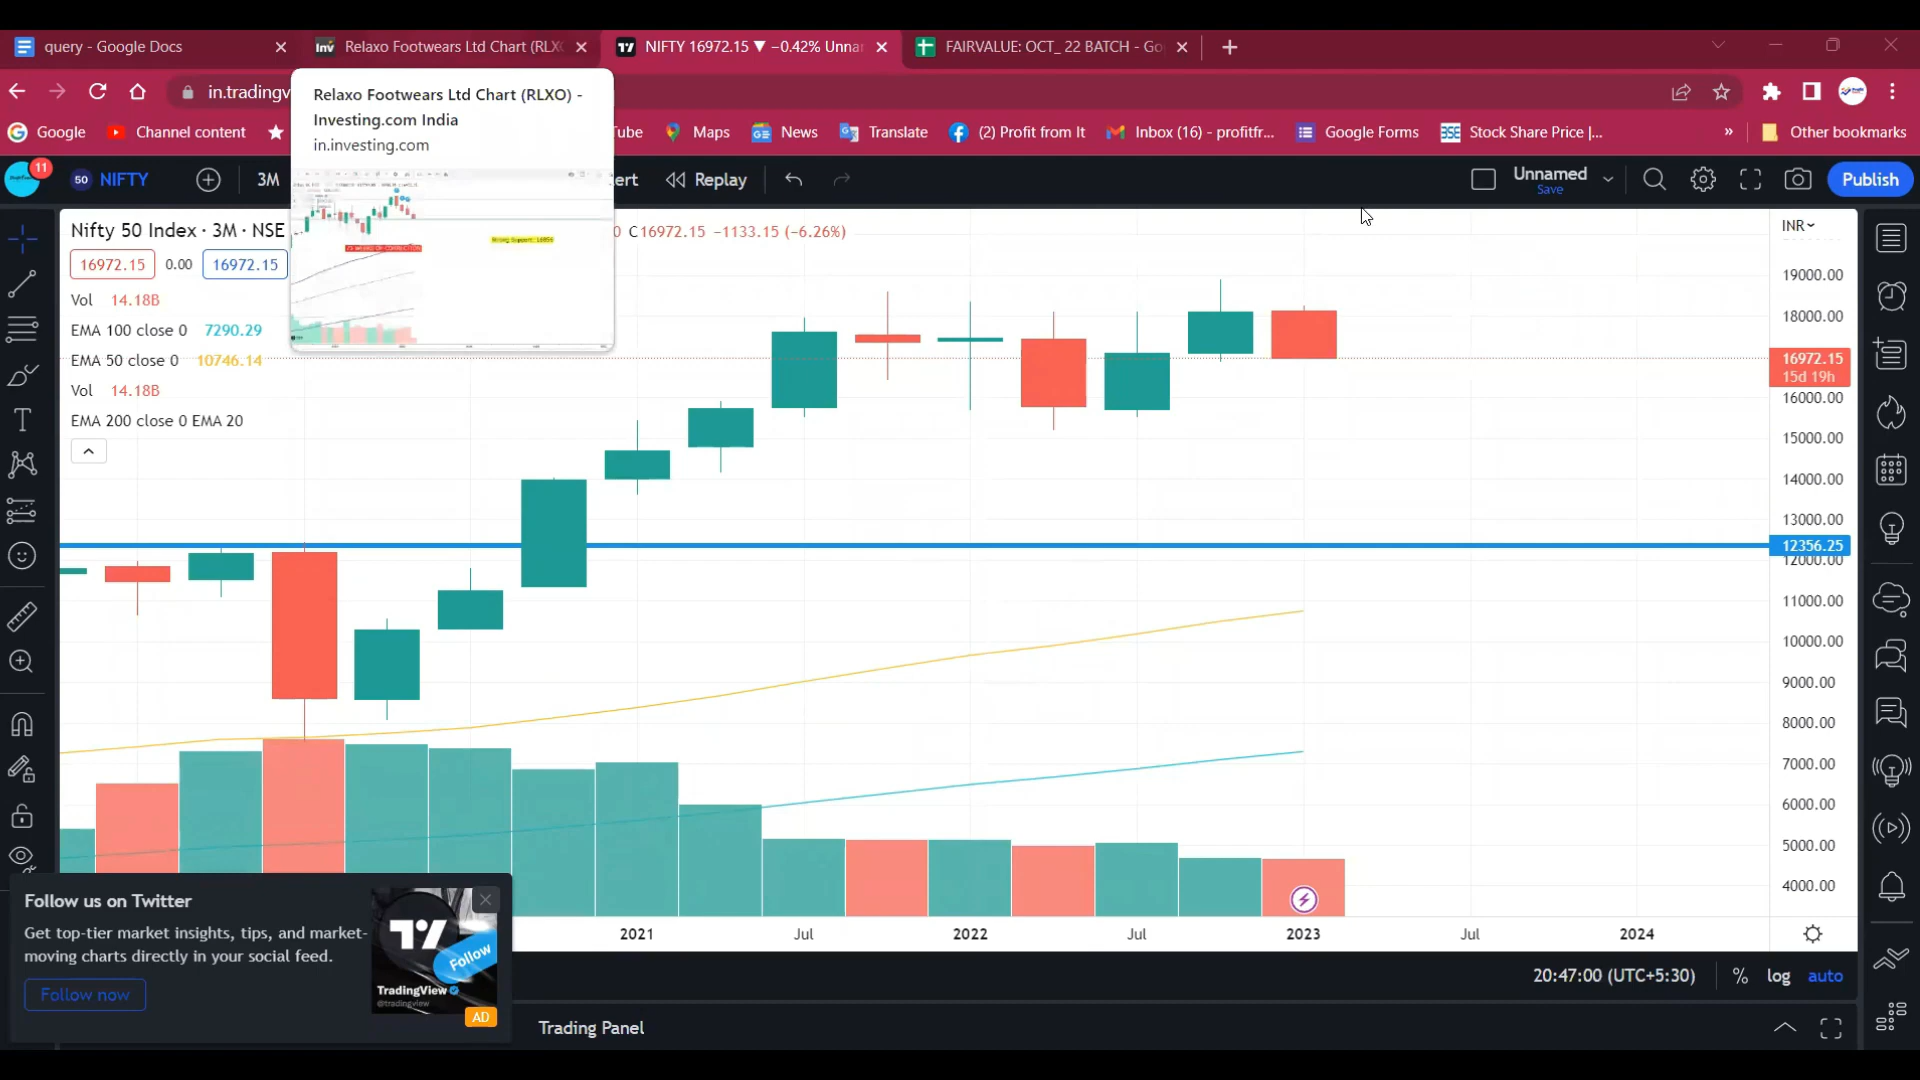 query - Google Docs
inv Relaxo Footwears Ltd Chart (RLX
NIFTY 16972.15 ▼ −0.42% Unna
FAIRVALUE: OCT_ 22 BATCH - Go
in.tradingv
Google
Channel content
Tube
Maps
News
Translate
(2) Profit from It
Inbox (16) - profitfr...
Google Forms
BSE Stock Share Price |...
»
Other bookmarks
Relaxo Footwears Ltd Chart (RLXO) -
Investing.com India
in.investing.com
11
50 NIFTY
3M
ert
Replay
Unnamed
Save
Publish
Nifty 50 Index · 3M · NSE
0 C16972.15 −1133.15 (−6.26%)
INR
16972.15 0.00 16972.15
Vol 14.18B
EMA 100 close 0 7290.29
EMA 50 close 0 10746.14
Vol 14.18B
EMA 200 close 0 EMA 20
19000.00
18000.00
16972.15
15d 19h
16000.00
15000.00
14000.00
13000.00
12356.25
12000.00
11000.00
10000.00
9000.00
8000.00
7000.00
6000.00
5000.00
4000.00
2021 Jul 2022 Jul 2023 Jul 2024
Follow us on Twitter
Get top-tier market insights, tips, and market-
moving charts directly in your social feed.
Follow now
Follow
TradingView
@tradingview
AD
20:47:00 (UTC+5:30) % log auto
Trading Panel